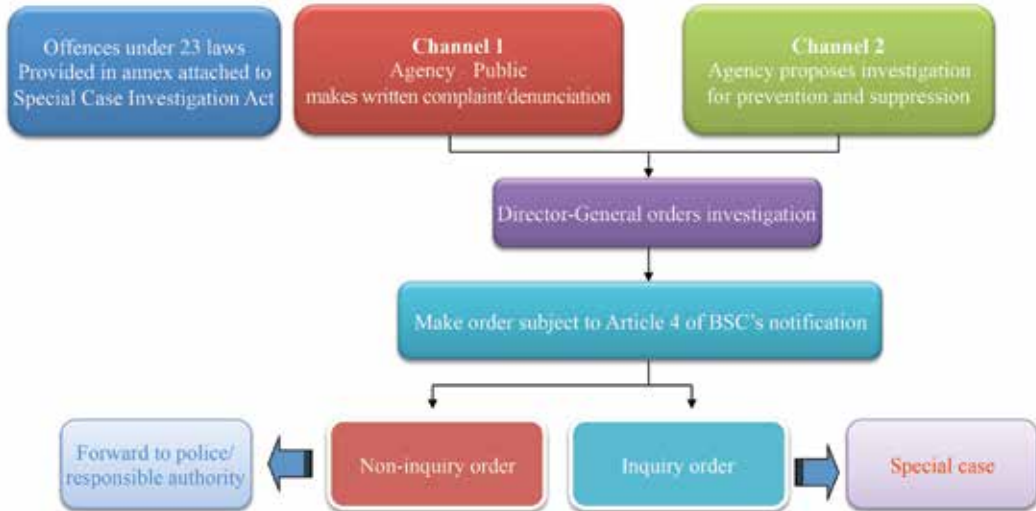 Offences under 23 laws
Provided in annex attached to
Special Case Investigation Act
Channel 1
Agency Public
makes written complaint/denunciation
Channel 2
Agency proposes investigation
for prevention and suppression
Director-General orders investigation
Make order subject to Article 4 of BSC's notification
Forward to police/
responsible authority
Non-inquiry order
Inquiry order
Special case